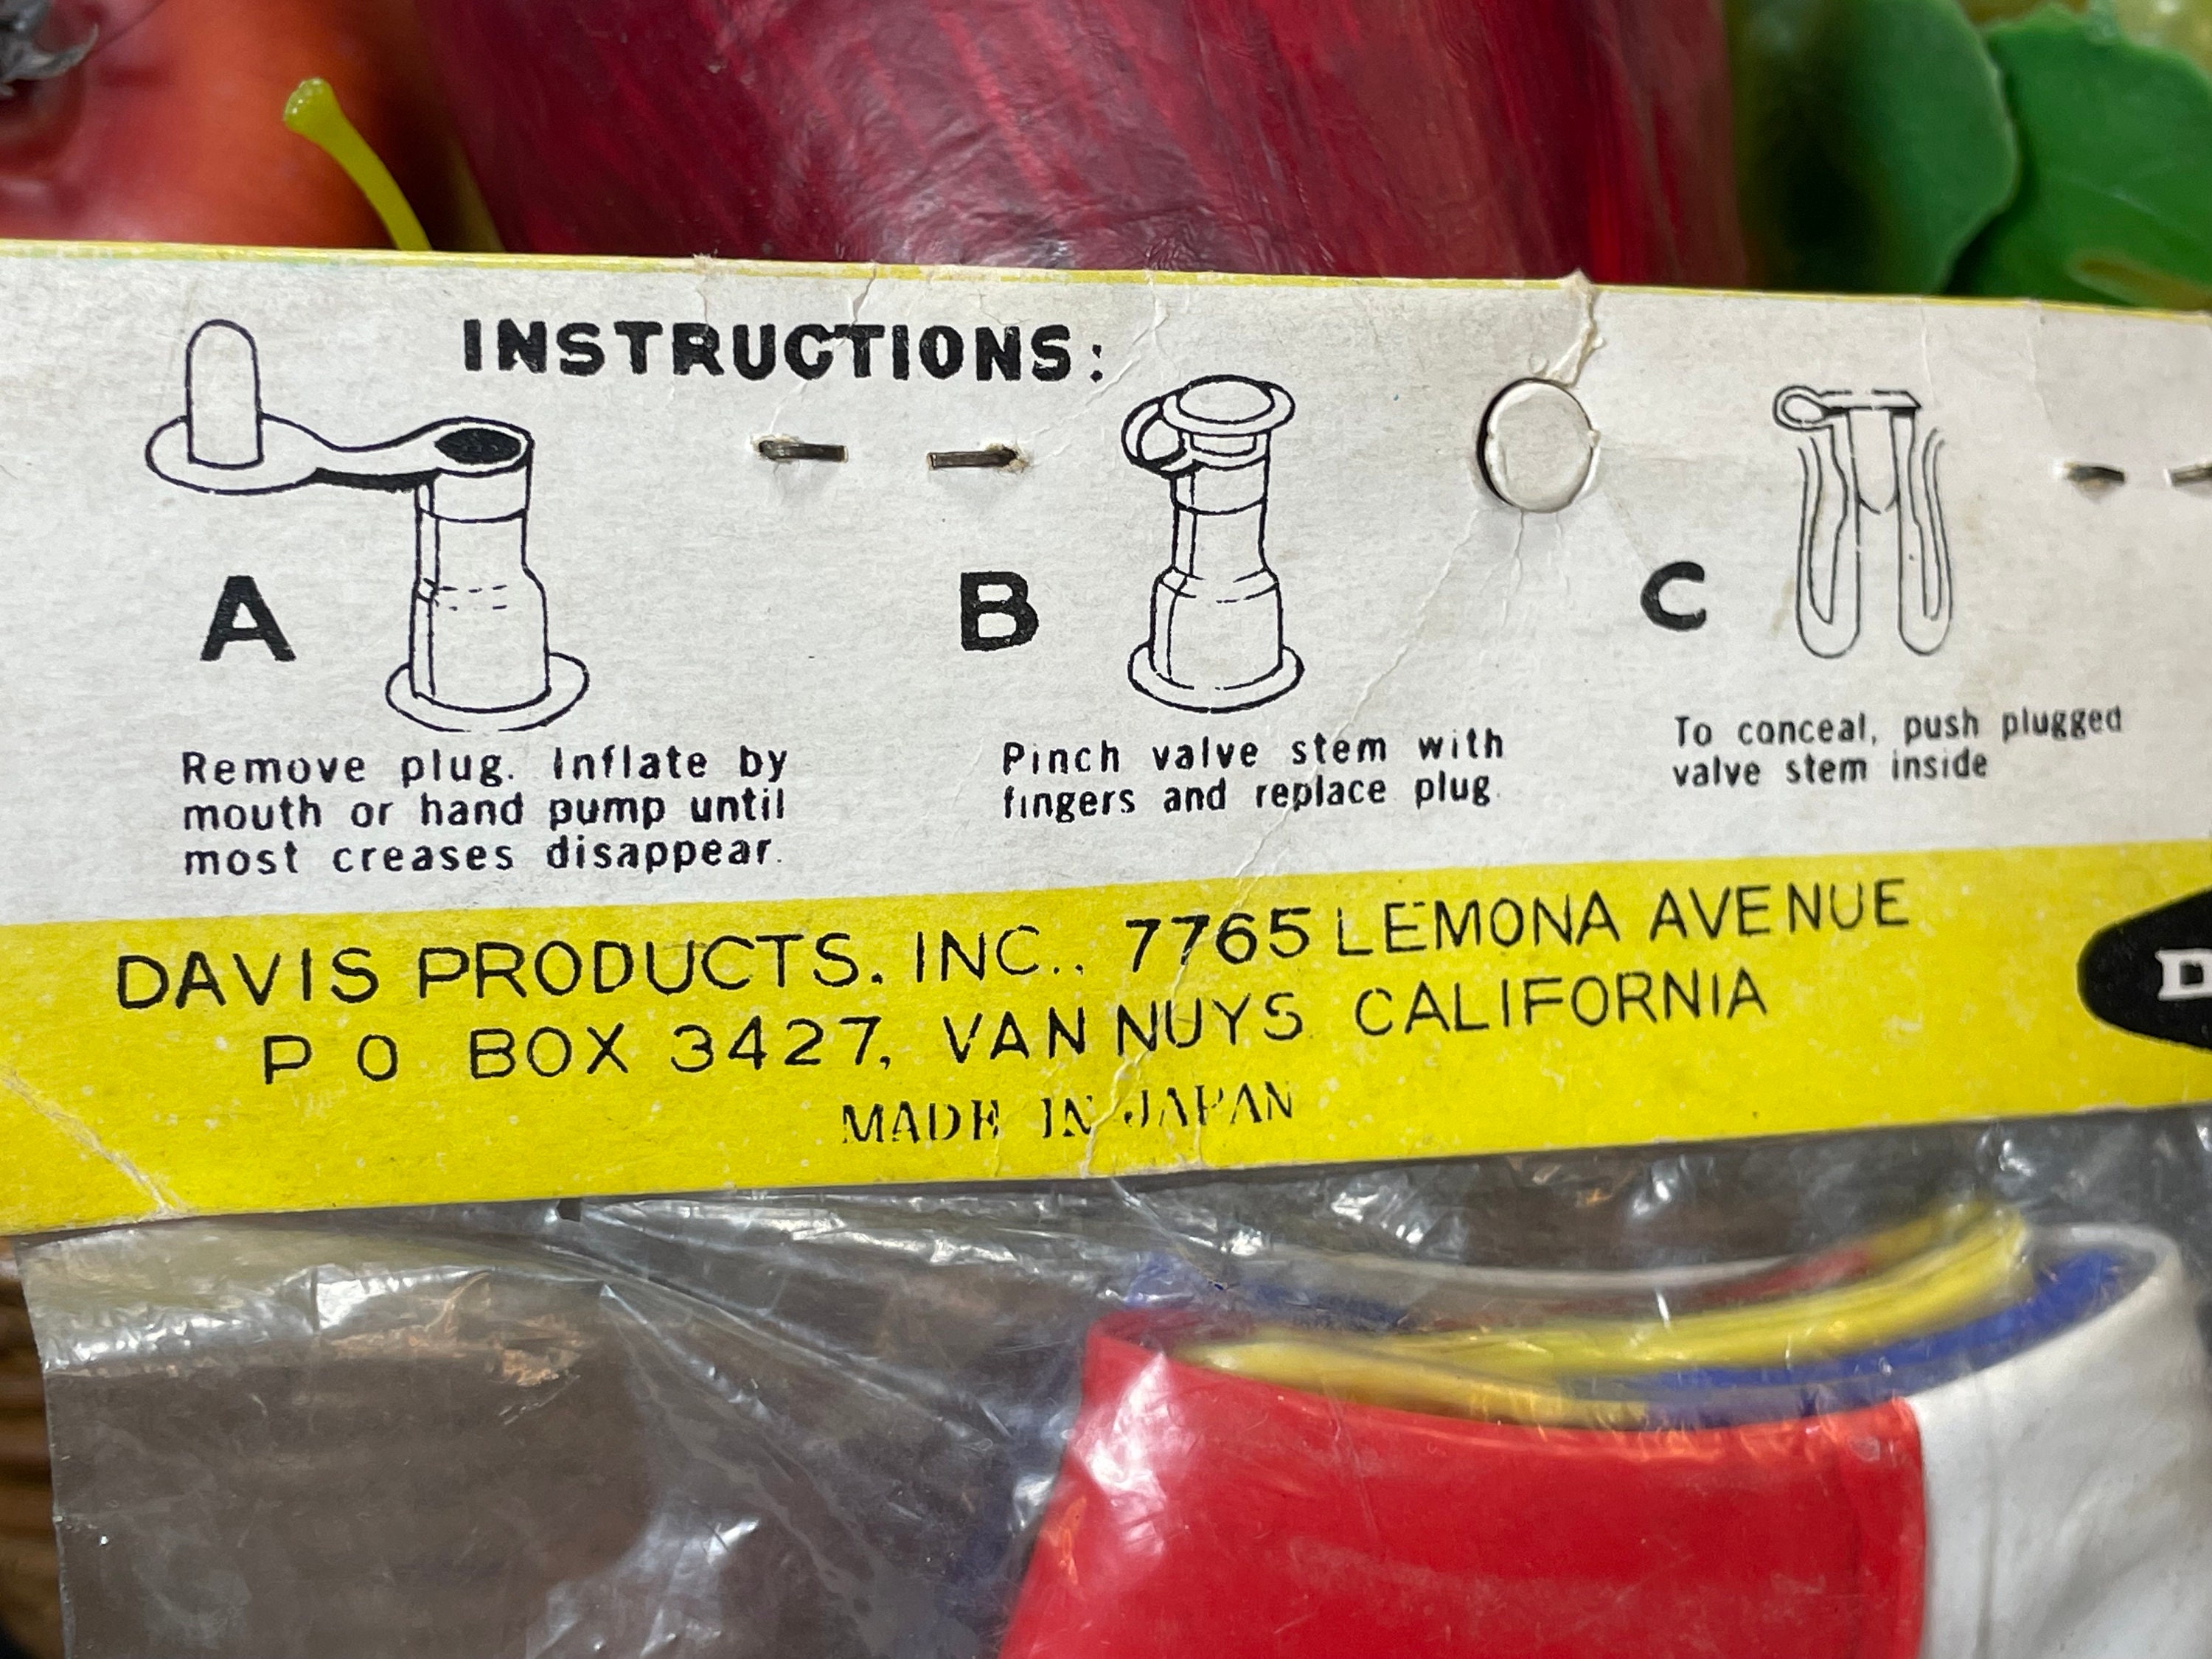 INSTRUCTIONS:
A
Remove plug. Inflate by
mouth or hand pump until
most creases disappear.
B
Pinch valve stem with
fingers and replace plug.
C
To conceal, push plugged
valve stem inside
DAVIS PRODUCTS. INC.. 7765 LEMONA AVENUE
P O BOX 3427, VAN NUYS CALIFORNIA
MADE IN JAPAN
D